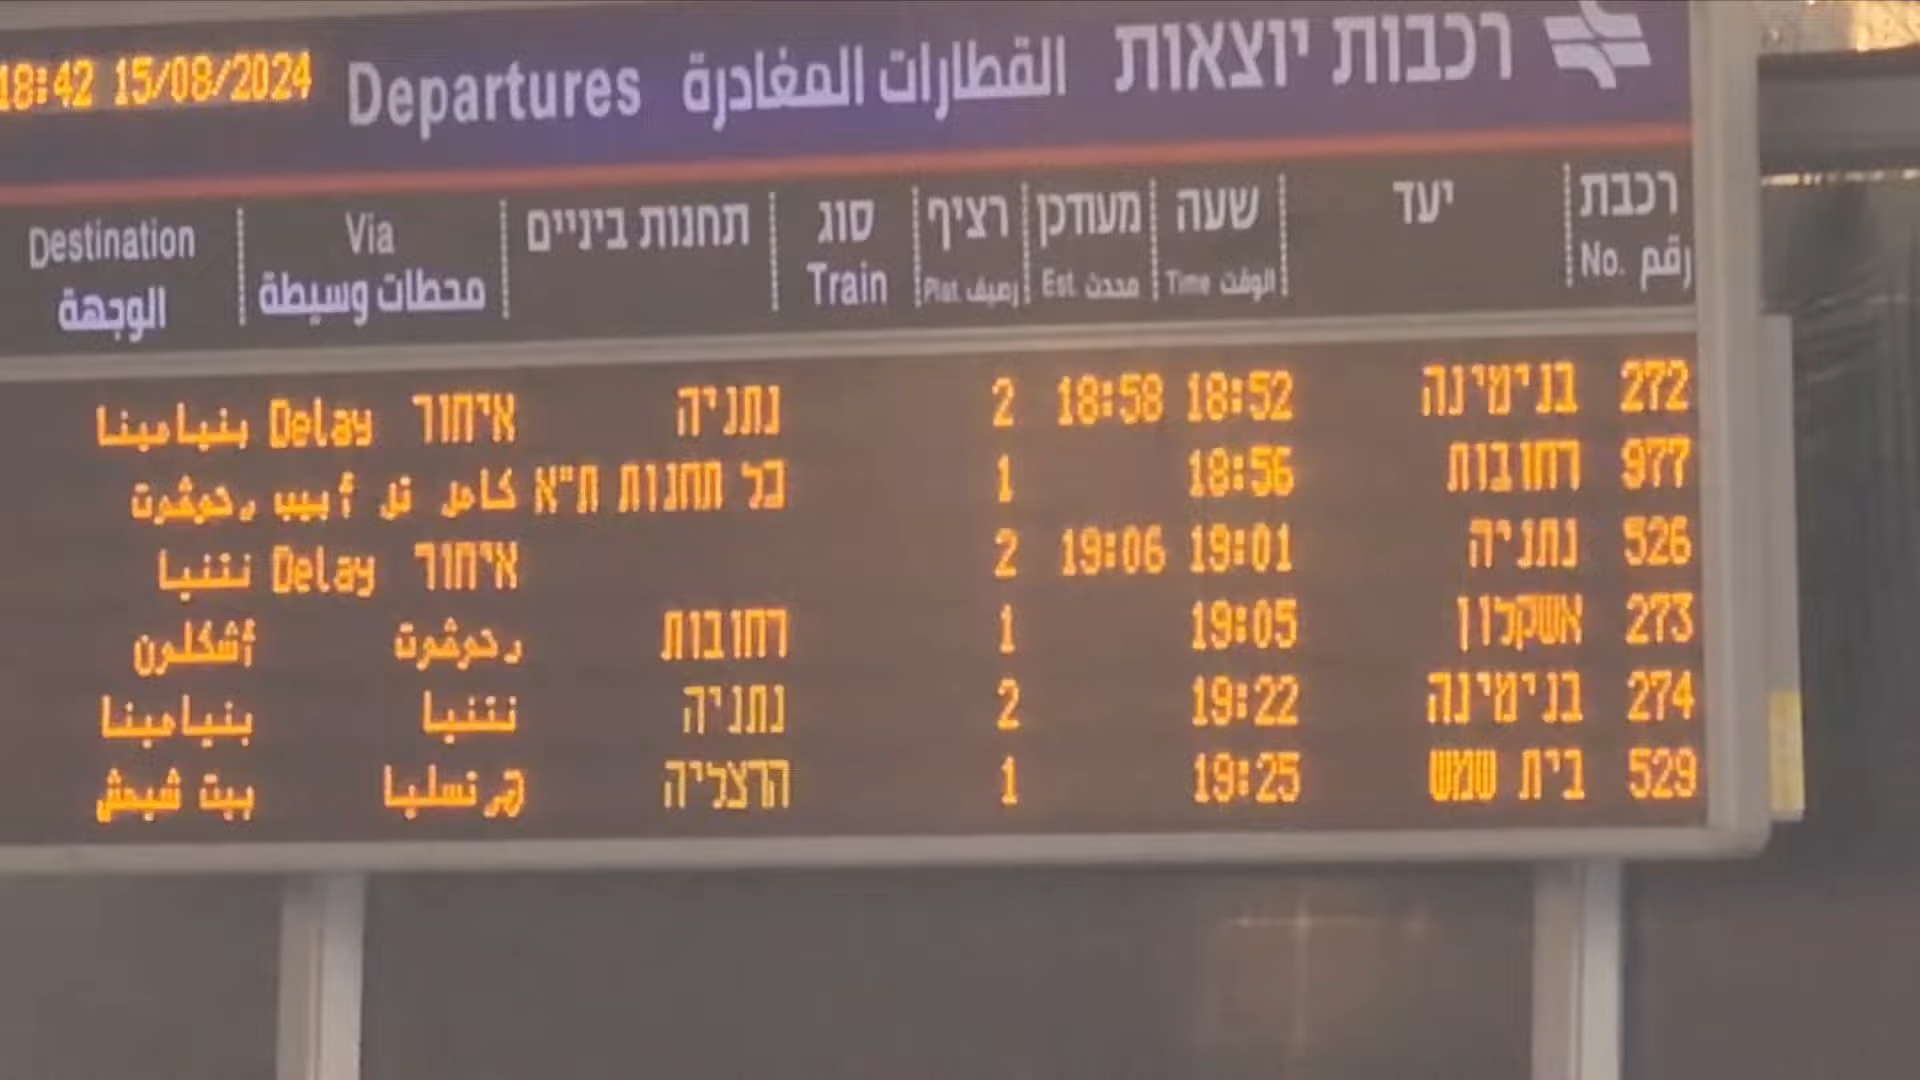 רכבות יוצאות القطارات المغادرة Departures 18:42 15/08/2024
רכבת יעד שעה מעודכן רציף סוג תחנות ביניים Via Destination
رقم No. الوقت Time محدث Est. رصيف Plat. Train محطات وسيطة الوجهة
272 בנימינה 18:52 18:58 2 נתניה איחור Delay بنيامينا
977 רחובות 18:56 1 כל תחנות ת"א كامل تل أبيب رحوفوت
526 נתניה 19:01 19:06 2 איחור Delay نتنيا
273 אשקלון 19:05 1 רחובות رحوفوت أشكلون
274 בנימינה 19:22 2 נתניה نتنيا بنيامينا
529 בית שמש 19:25 1 הרצליה هرتسليا بيت شيمش